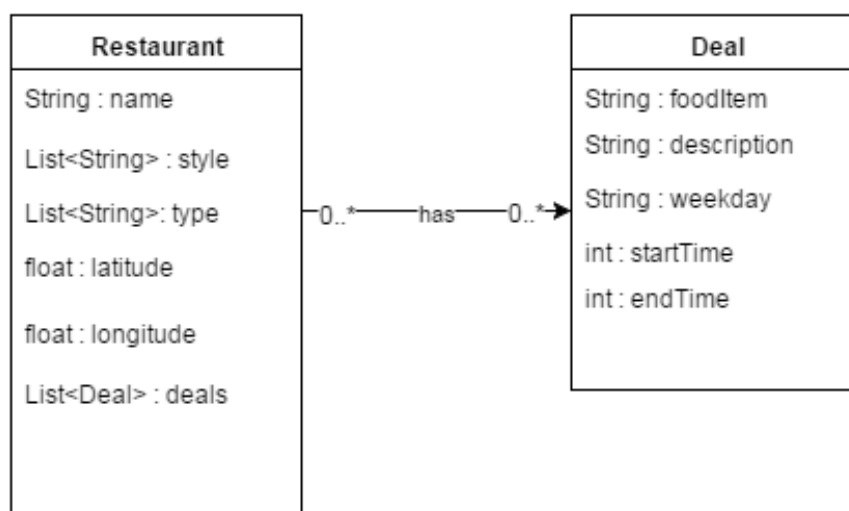 Restaurant
String : name
List<String> : style
List<String>: type
float : latitude
float : longitude
List<Deal> : deals
0..*
has
0..*
Deal
String : foodItem
String : description
String : weekday
int : startTime
int : endTime